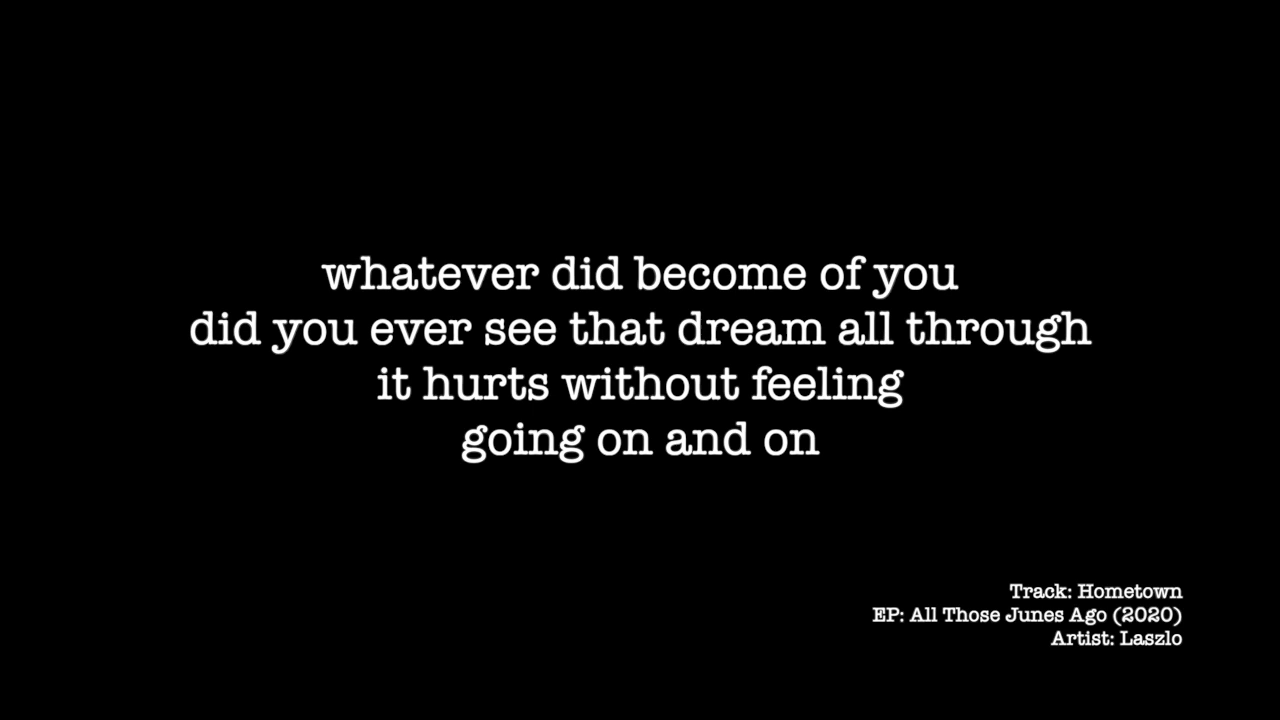 whatever did become of you
did you ever see that dream all through
it hurts without feeling
going on and on
Track: Hometown
EP: All Those Junes Ago (2020)
Artist: Laszlo